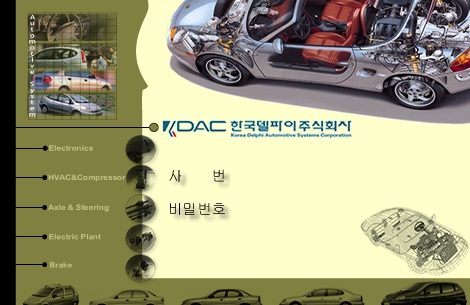 Automotive System
KDAC 한국델파이주식회사
Korea Delphi Automotive Systems Corporation
Electronics
HVAC&Compressor
사 번
Axle & Steering
비밀번호
Electric Plant
Brake